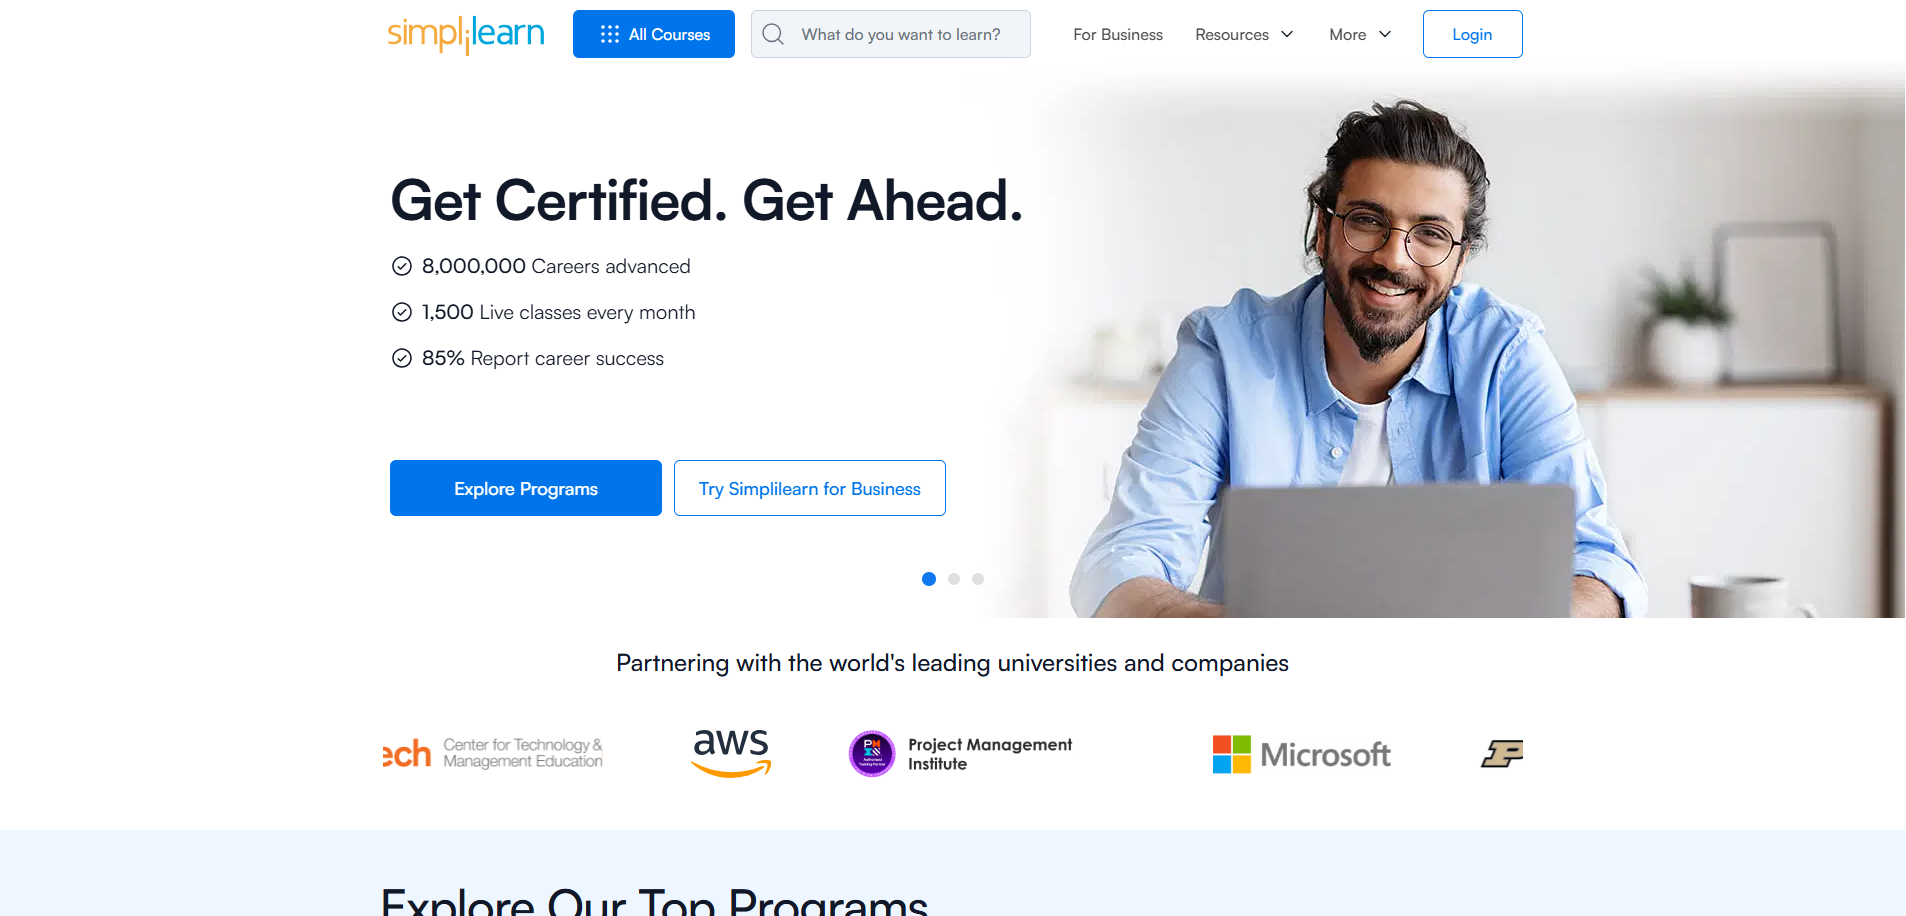 simplilearn
All Courses
What do you want to learn?
For Business
Resources
More
Login
Get Certified. Get Ahead.
8,000,000 Careers advanced
1,500 Live classes every month
85% Report career success
Explore Programs
Try Simplilearn for Business
Partnering with the world's leading universities and companies
ech
Center for Technology &
Management Education
aws
Project Management
Institute
Microsoft
P
Explore Our Top Programs